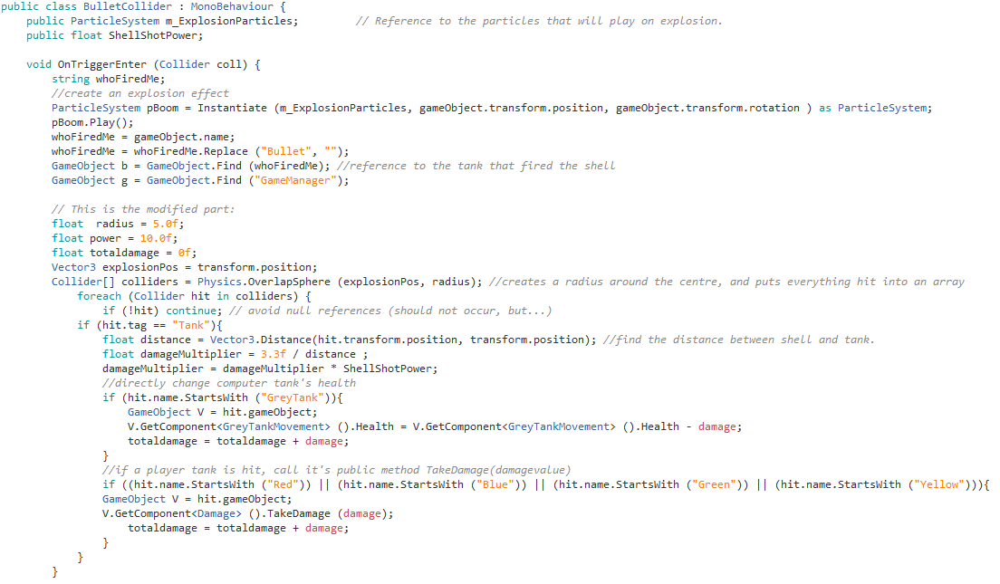 public class BulletCollider : MonoBehaviour {
    public ParticleSystem m_ExplosionParticles;         // Reference to the particles that will play on explosion.
    public float ShellShotPower;

    void OnTriggerEnter (Collider coll) {
        string whoFiredMe;
        //create an explosion effect
        ParticleSystem pBoom = Instantiate (m_ExplosionParticles, gameObject.transform.position, gameObject.transform.rotation ) as ParticleSystem;
        pBoom.Play();
        whoFiredMe = gameObject.name;
        whoFiredMe = whoFiredMe.Replace ("Bullet", "");
        GameObject b = GameObject.Find (whoFiredMe); //reference to the tank that fired the shell
        GameObject g = GameObject.Find ("GameManager");

        // This is the modified part:
        float  radius = 5.0f;
        float power = 10.0f;
        float totaldamage = 0f;
        Vector3 explosionPos = transform.position;
        Collider[] colliders = Physics.OverlapSphere (explosionPos, radius); //creates a radius around the centre, and puts everything hit into an array
            foreach (Collider hit in colliders) {
                if (!hit) continue; // avoid null references (should not occur, but...)
            if (hit.tag == "Tank"){
                float distance = Vector3.Distance(hit.transform.position, transform.position); //find the distance between shell and tank.
                float damageMultiplier = 3.3f / distance ;
                damageMultiplier = damageMultiplier * ShellShotPower;
                //directly change computer tank's health
                if (hit.name.StartsWith ("GreyTank")){
                    GameObject V = hit.gameObject;
                    V.GetComponent<GreyTankMovement> ().Health = V.GetComponent<GreyTankMovement> ().Health - damage;
                    totaldamage = totaldamage + damage;
                }
                //if a player tank is hit, call it's public method TakeDamage(damagevalue)
                if ((hit.name.StartsWith ("Red")) || (hit.name.StartsWith ("Blue")) || (hit.name.StartsWith ("Green")) || (hit.name.StartsWith ("Yellow"))){
                GameObject V = hit.gameObject;
                V.GetComponent<Damage> ().TakeDamage (damage);
                    totaldamage = totaldamage + damage;
                }
            }
        }